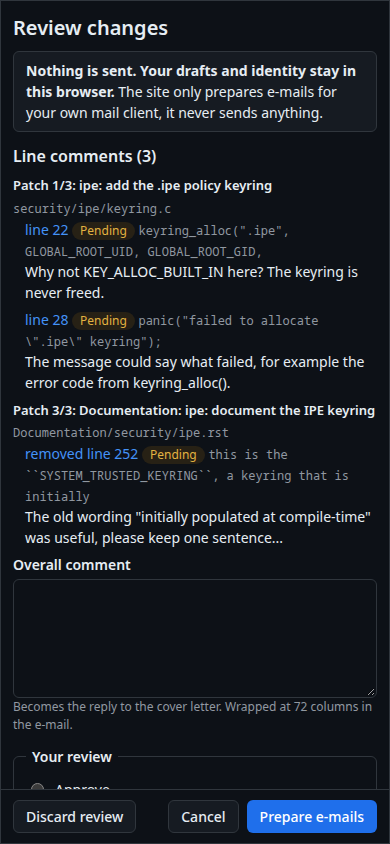 Review changes
Nothing is sent. Your drafts and identity stay in
this browser. The site only prepares e-mails for
your own mail client, it never sends anything.
Line comments (3)
Patch 1/3: ipe: add the .ipe policy keyring
security/ipe/keyring.c
line 22 Pending keyring_alloc(".ipe",
GLOBAL_ROOT_UID, GLOBAL_ROOT_GID,
Why not KEY_ALLOC_BUILT_IN here? The keyring is
never freed.
line 28 Pending panic("failed to allocate
\".ipe\" keyring");
The message could say what failed, for example the
error code from keyring_alloc().
Patch 3/3: Documentation: ipe: document the IPE keyring
Documentation/security/ipe.rst
removed line 252 Pending this is the
``SYSTEM_TRUSTED_KEYRING``, a keyring that is
initially
The old wording "initially populated at compile-time"
was useful, please keep one sentence...
Overall comment
Becomes the reply to the cover letter. Wrapped at 72 columns in
the e-mail.
Your review
Approve
Discard review Cancel Prepare e-mails